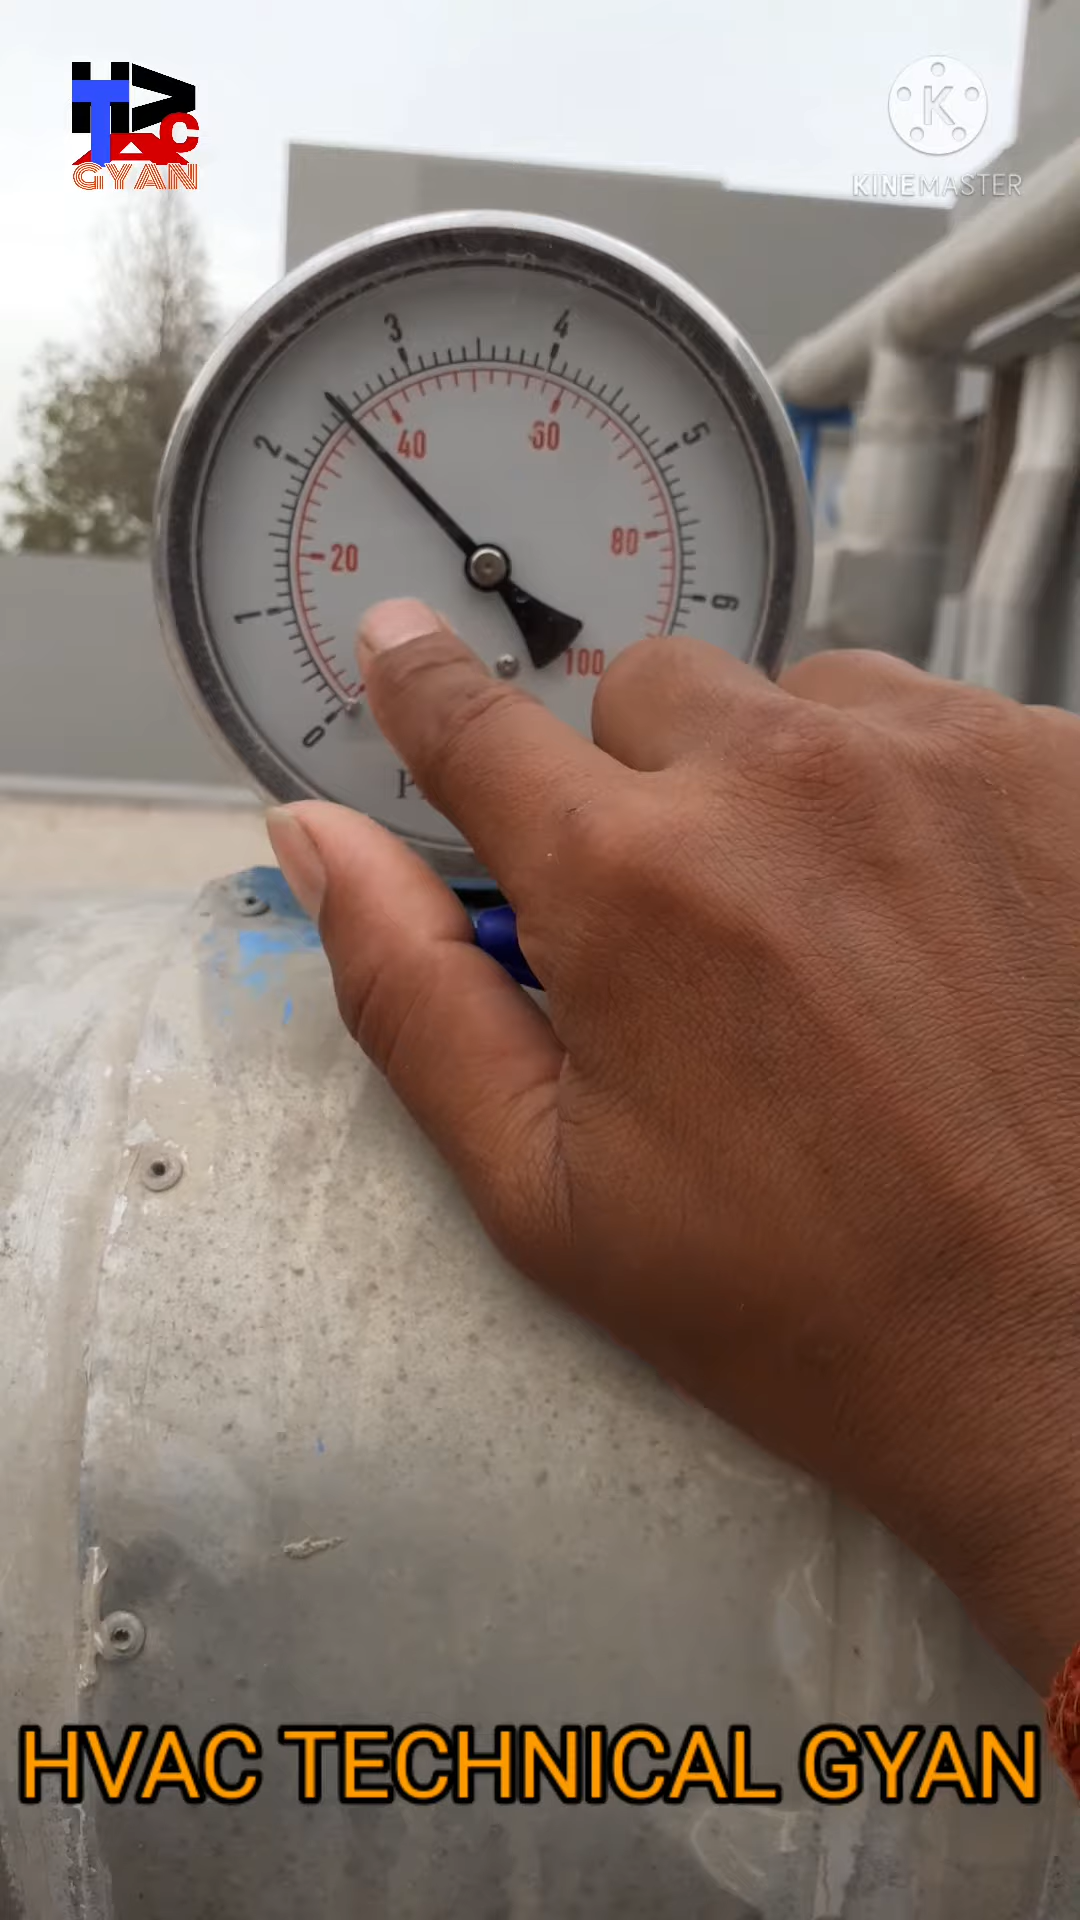 HVAC
GYAN
K
KINEMASTER
0 1 2 3 4 5 6
20 40 60 80 100
HVAC TECHNICAL GYAN